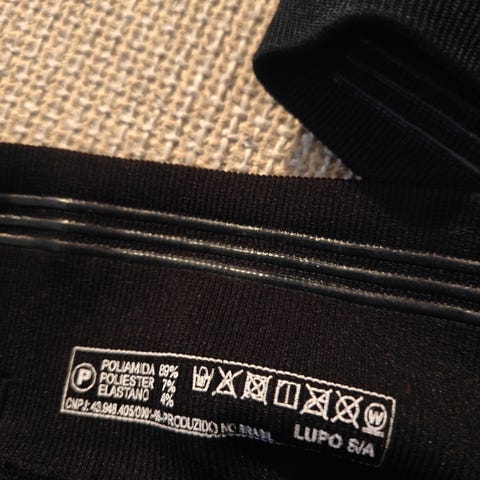 P
POLIAMIDA 89%
POLIESTER 7%
ELASTANO 4%
W
PRODUZIDO NO BRASIL
LUPO S/A